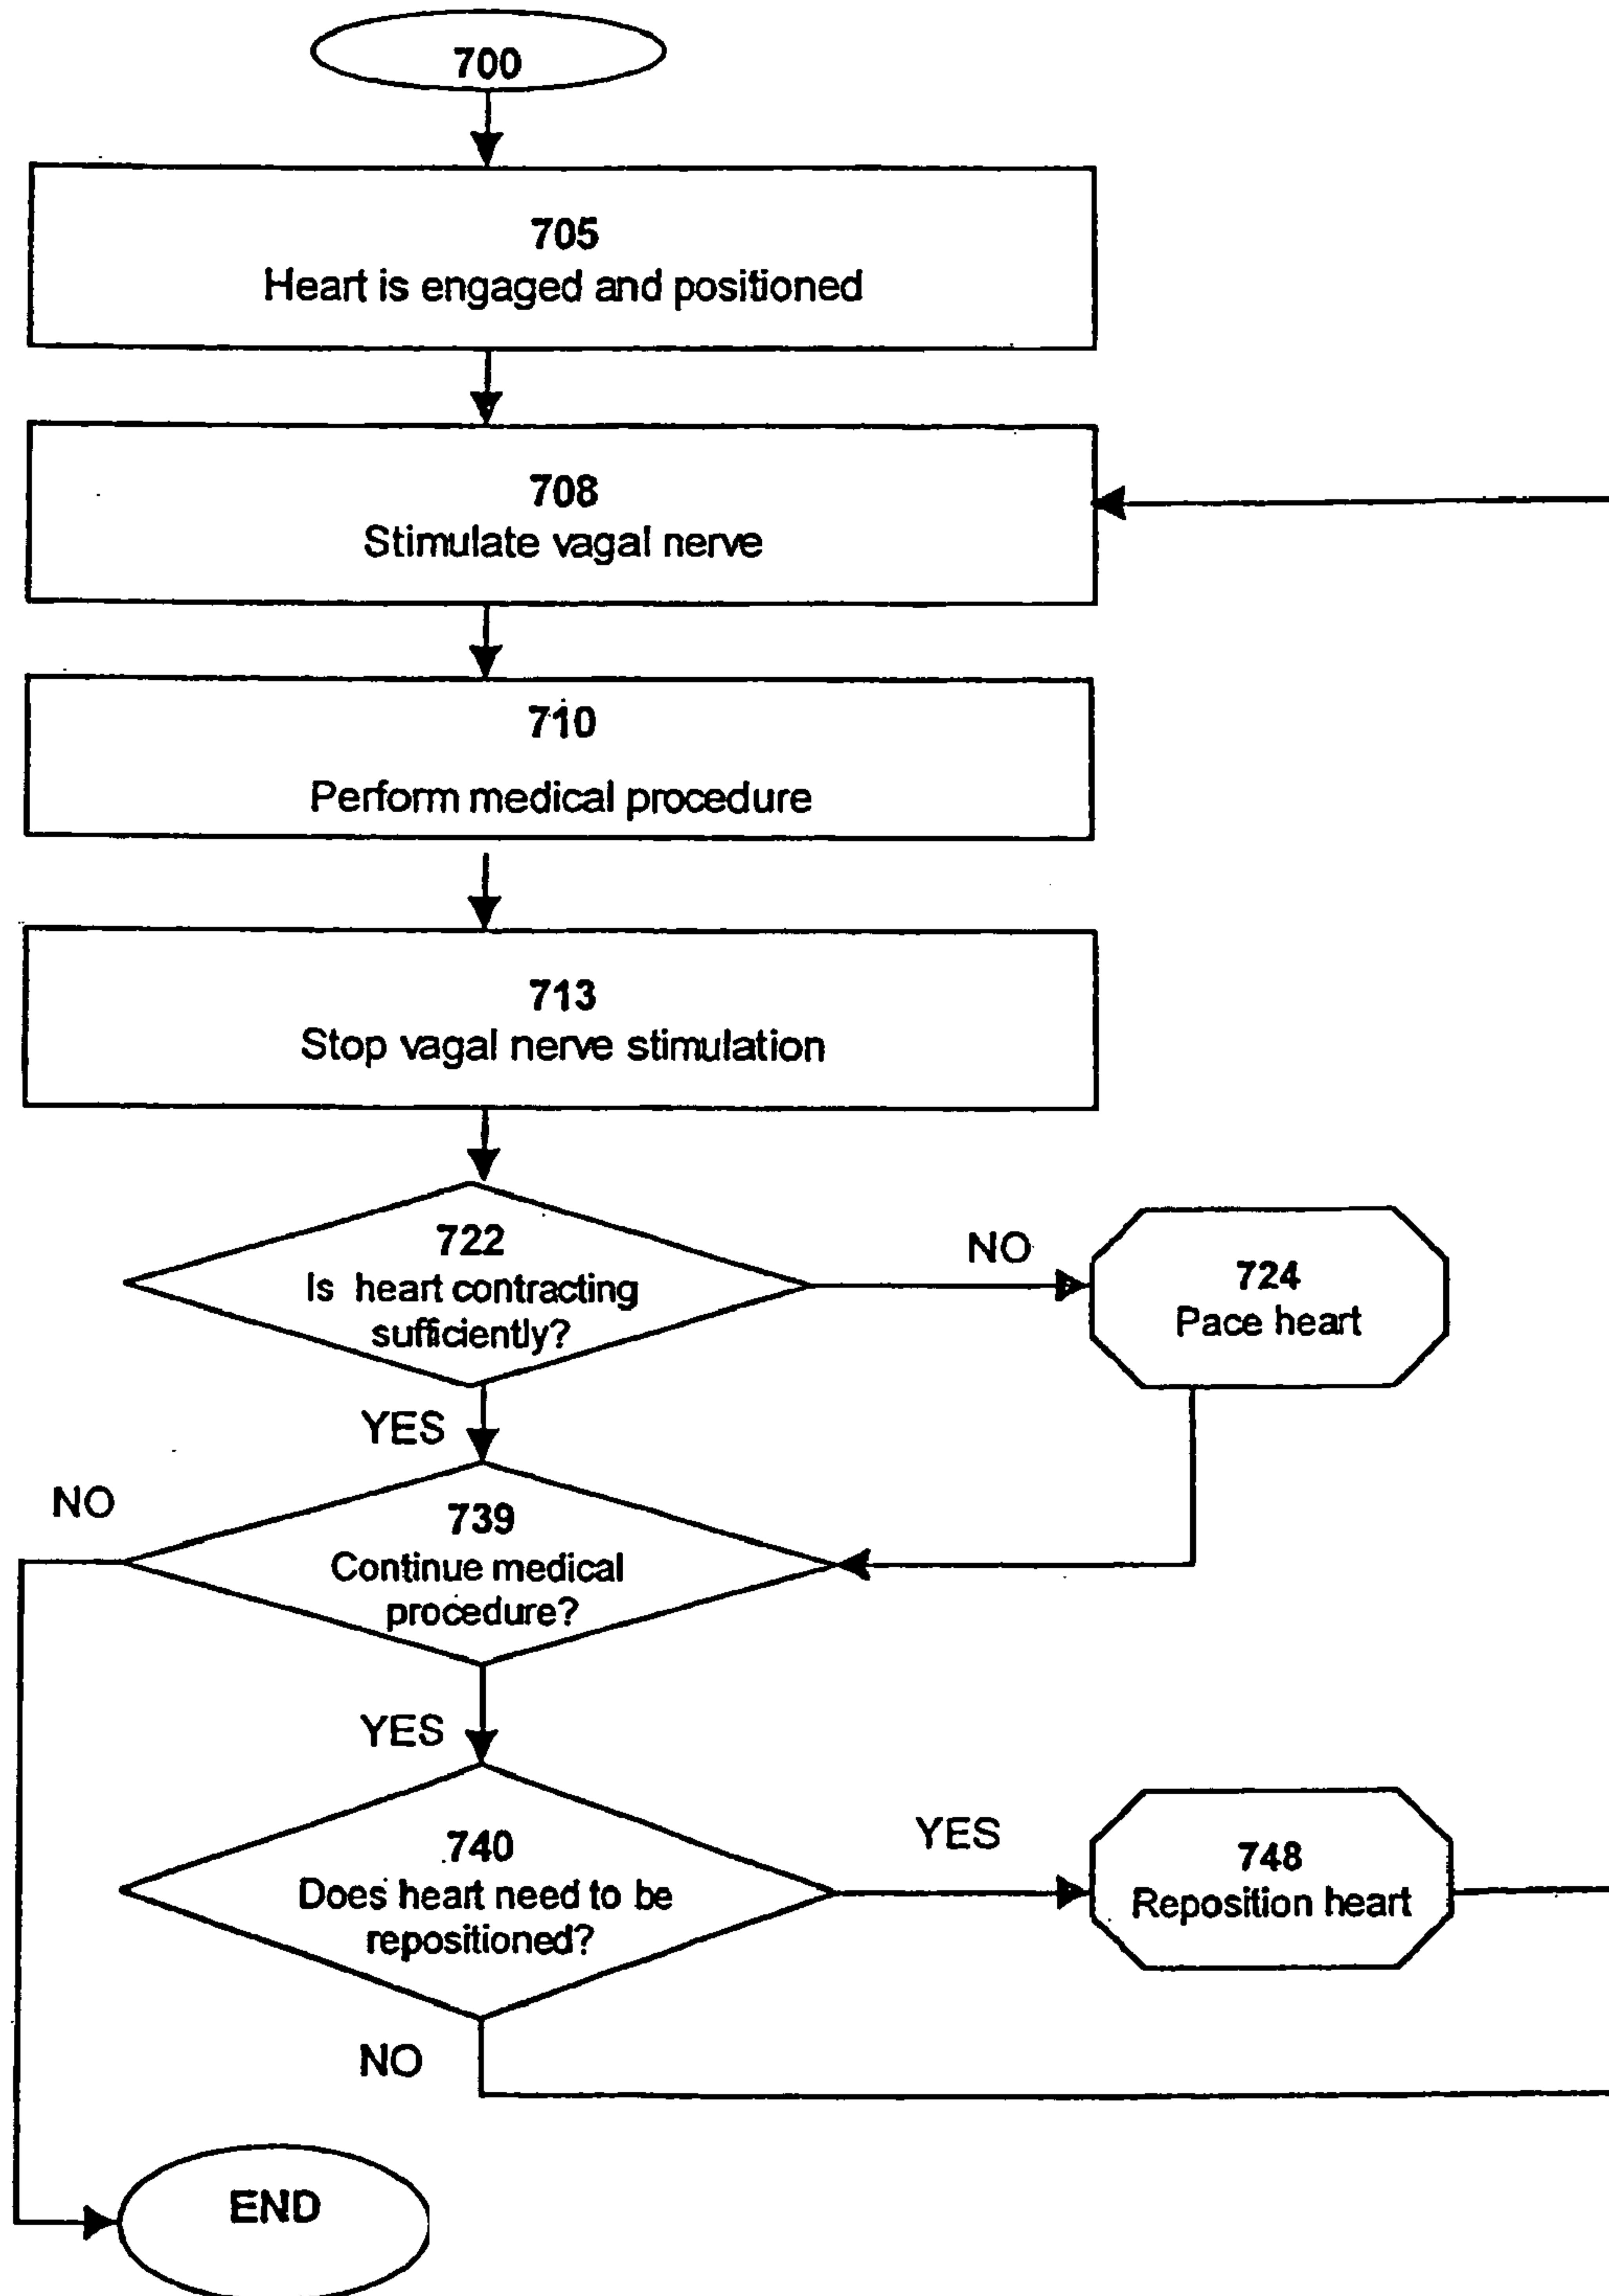 700
705
Heart is engaged and positioned
708
Stimulate vagal nerve
710
Perform medical procedure
713
Stop vagal nerve stimulation
722
Is heart contracting
sufficiently?
NO
724
Pace heart
YES
NO
739
Continue medical
procedure?
YES
740
Does heart need to be
repositioned?
YES
748
Reposition heart
NO
END